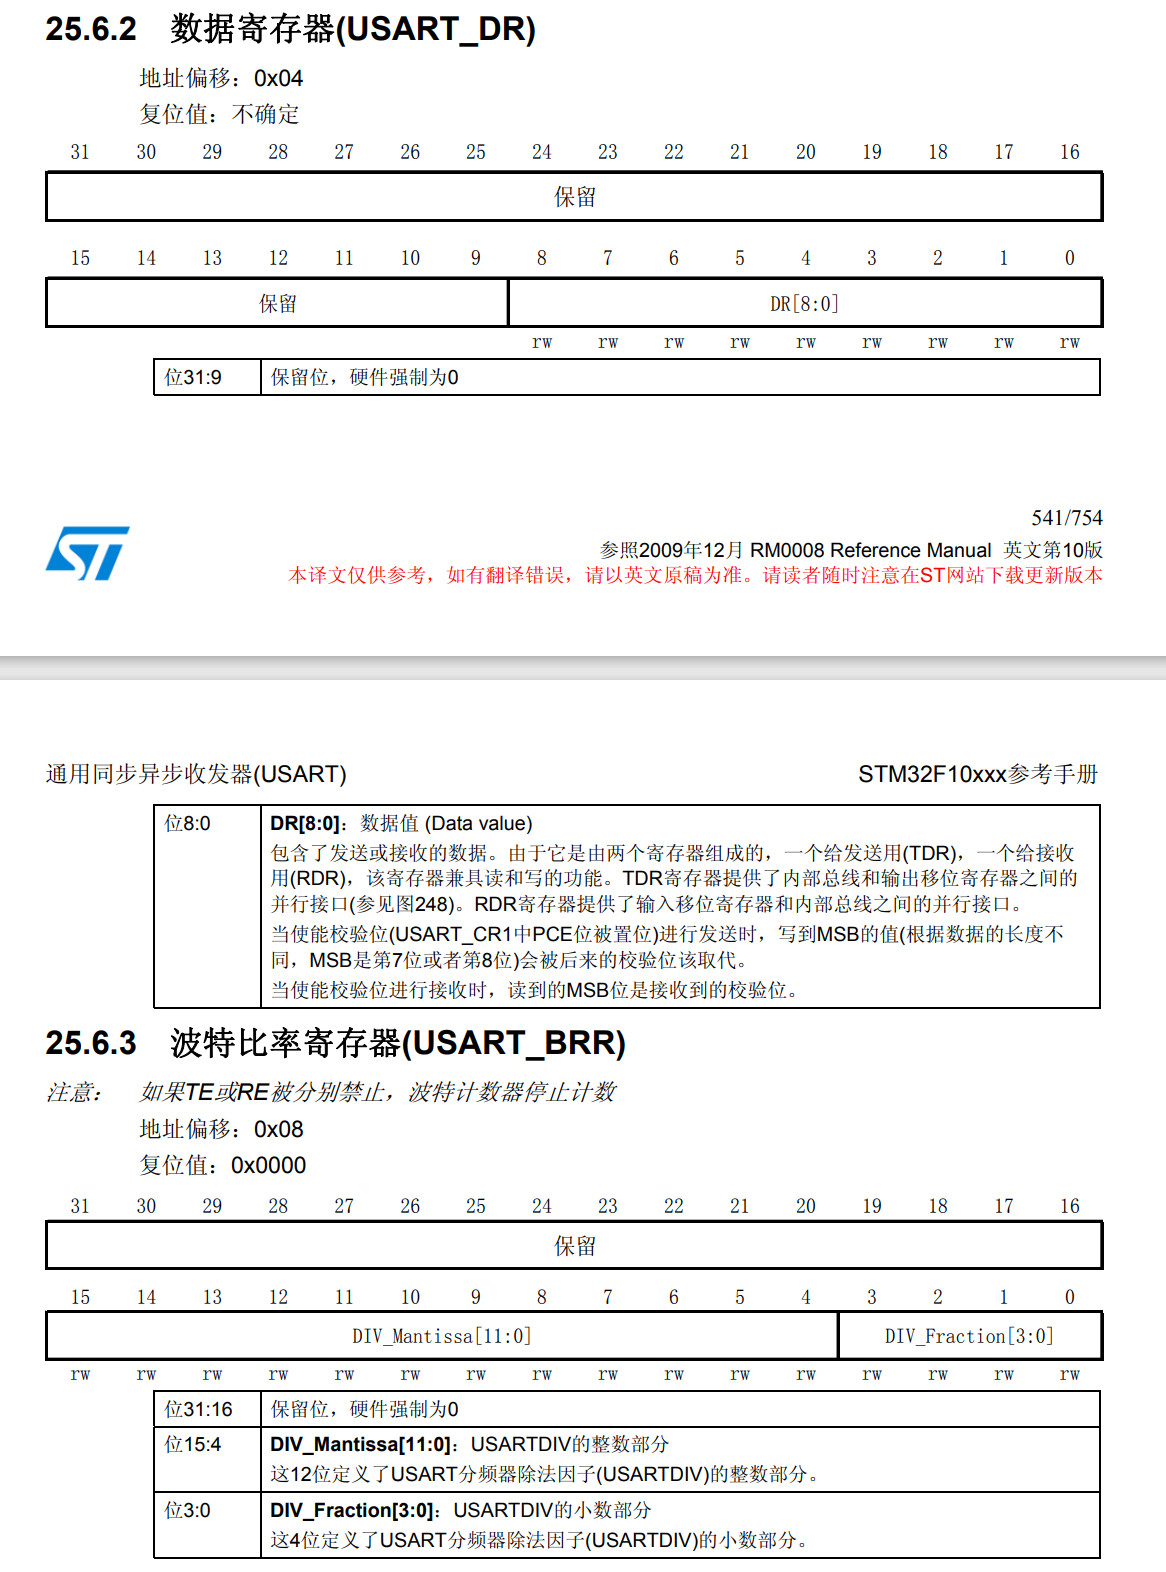 25.6.2 数据寄存器(USART_DR)
地址偏移：0x04
复位值：不确定
31 30 29 28 27 26 25 24 23 22 21 20 19 18 17 16
保留
15 14 13 12 11 10 9 8 7 6 5 4 3 2 1 0
保留 DR[8:0]
rw rw rw rw rw rw rw rw rw
位31:9 保留位，硬件强制为0
541/754
ST
参照2009年12月 RM0008 Reference Manual 英文第10版
本译文仅供参考，如有翻译错误，请以英文原稿为准。请读者随时注意在ST网站下载更新版本
通用同步异步收发器(USART) STM32F10xxx参考手册
位8:0 DR[8:0]：数据值 (Data value)
包含了发送或接收的数据。由于它是由两个寄存器组成的，一个给发送用(TDR)，一个给接收
用(RDR)，该寄存器兼具读和写的功能。TDR寄存器提供了内部总线和输出移位寄存器之间的
并行接口(参见图248)。RDR寄存器提供了输入移位寄存器和内部总线之间的并行接口。
当使能校验位(USART_CR1中PCE位被置位)进行发送时，写到MSB的值(根据数据的长度不
同，MSB是第7位或者第8位)会被后来的校验位该取代。
当使能校验位进行接收时，读到的MSB位是接收到的校验位。
25.6.3 波特比率寄存器(USART_BRR)
注意： 如果TE或RE被分别禁止，波特计数器停止计数
地址偏移：0x08
复位值：0x0000
31 30 29 28 27 26 25 24 23 22 21 20 19 18 17 16
保留
15 14 13 12 11 10 9 8 7 6 5 4 3 2 1 0
DIV_Mantissa[11:0] DIV_Fraction[3:0]
rw rw rw rw rw rw rw rw rw rw rw rw rw rw rw rw
位31:16 保留位，硬件强制为0
位15:4 DIV_Mantissa[11:0]：USARTDIV的整数部分
这12位定义了USART分频器除法因子(USARTDIV)的整数部分。
位3:0 DIV_Fraction[3:0]：USARTDIV的小数部分
这4位定义了USART分频器除法因子(USARTDIV)的小数部分。